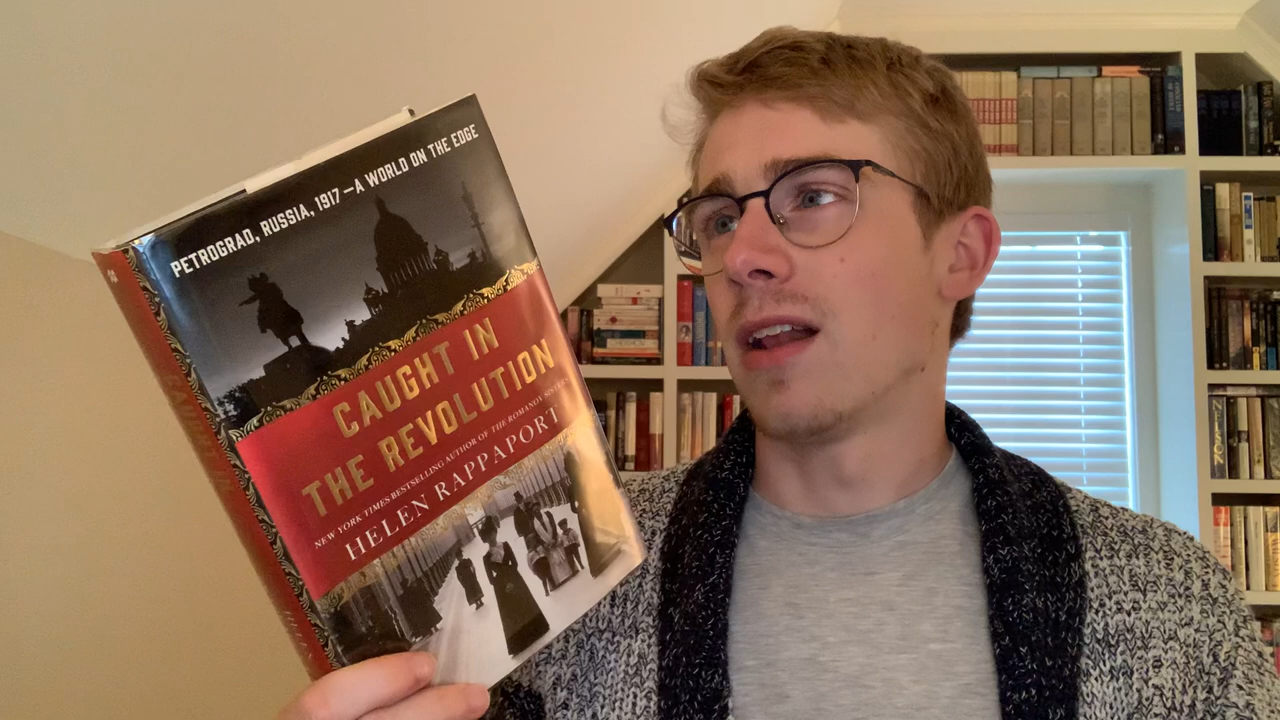 PETROGRAD, RUSSIA, 1917—A WORLD ON THE EDGE
CAUGHT IN
THE REVOLUTION
NEW YORK TIMES BESTSELLING AUTHOR OF THE ROMANOV SISTERS
HELEN RAPPAPORT